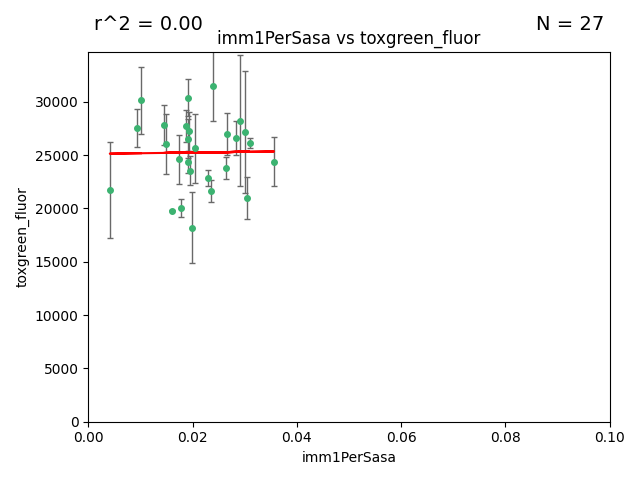 r^2 = 0.00
N = 27
imm1PerSasa vs toxgreen_fluor
toxgreen_fluor
30000
25000
20000
15000
10000
5000
0
0.00 0.02 0.04 0.06 0.08 0.10
imm1PerSasa